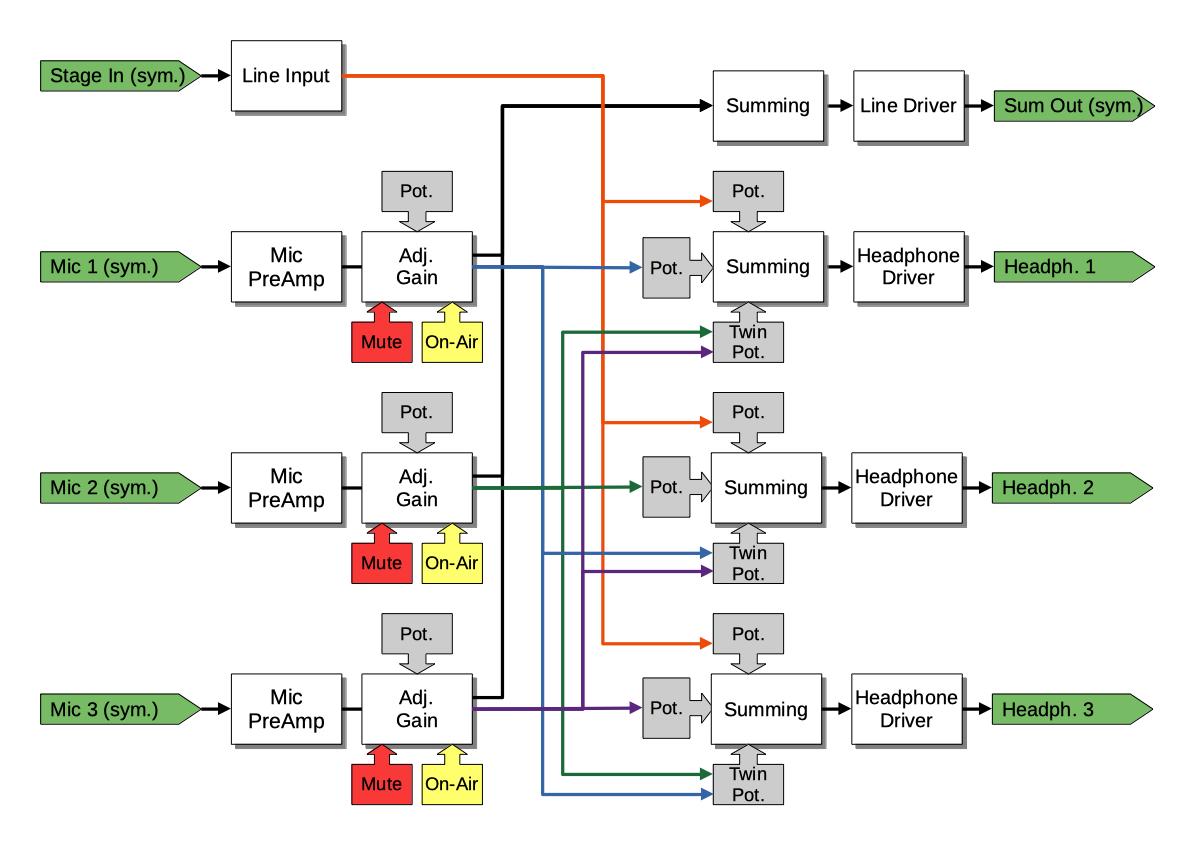 Stage In (sym.)
Line Input
Summing
Line Driver
Sum Out (sym.)
Pot.
Pot.
Mic 1 (sym.)
Mic
PreAmp
Adj.
Gain
Pot.
Summing
Headphone
Driver
Headph. 1
Mute
On-Air
Twin
Pot.
Pot.
Pot.
Mic 2 (sym.)
Mic
PreAmp
Adj.
Gain
Pot.
Summing
Headphone
Driver
Headph. 2
Mute
On-Air
Twin
Pot.
Pot.
Pot.
Mic 3 (sym.)
Mic
PreAmp
Adj.
Gain
Pot.
Summing
Headphone
Driver
Headph. 3
Mute
On-Air
Twin
Pot.